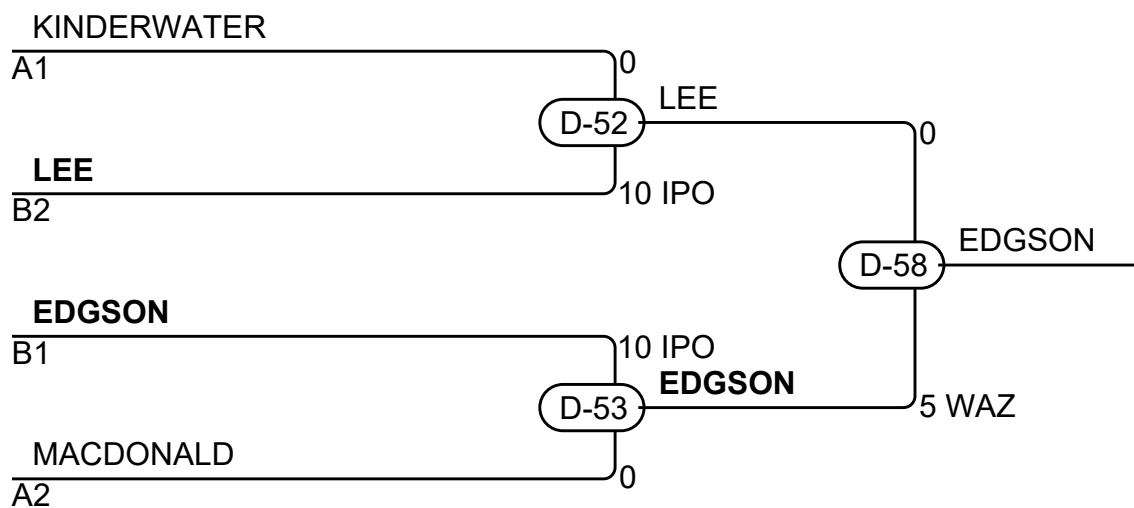 KINDERWATER
A1
0
D-52
LEE
0
LEE
B2
10 IPO
D-58
EDGSON
EDGSON
B1
10 IPO
EDGSON
D-53
5 WAZ
MACDONALD
A2
0